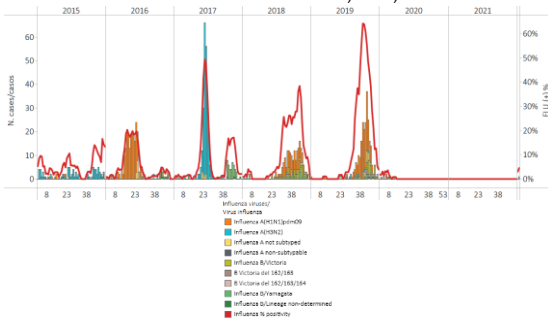 2015 2016 2017 2018 2019 2020 2021
60 60%
50 50%
40 40%
30 30%
20 20%
10 10%
0 0%
N. cases/casos
FLU (+) %
8 23 38 8 23 38 8 23 38 8 23 38 8 23 38 8 23 38 53 8 23 38
Influenza viruses/
Virus influenza
Influenza A(H1N1)pdm09
Influenza A(H3N2)
Influenza A not subtyped
Influenza A non-subtypable
Influenza B/Victoria
B Victoria del 162/163
B Victoria del 162/163/164
Influenza B/Yamagata
Influenza B/Lineage non-determined
Influenza % positivity